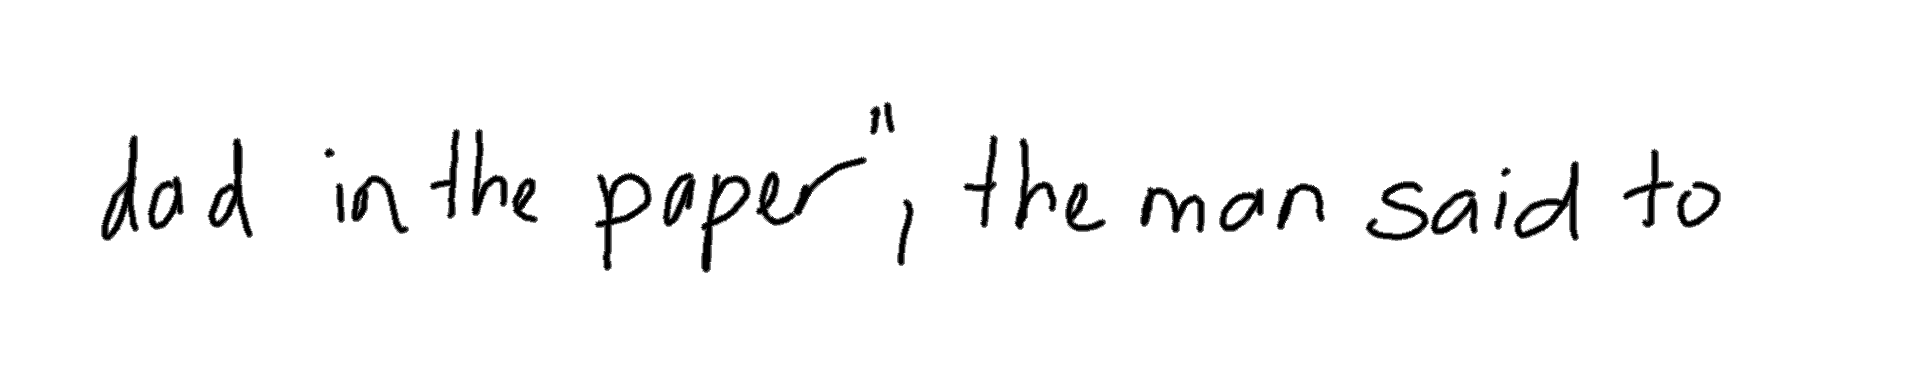 dad in the paper", the man said to